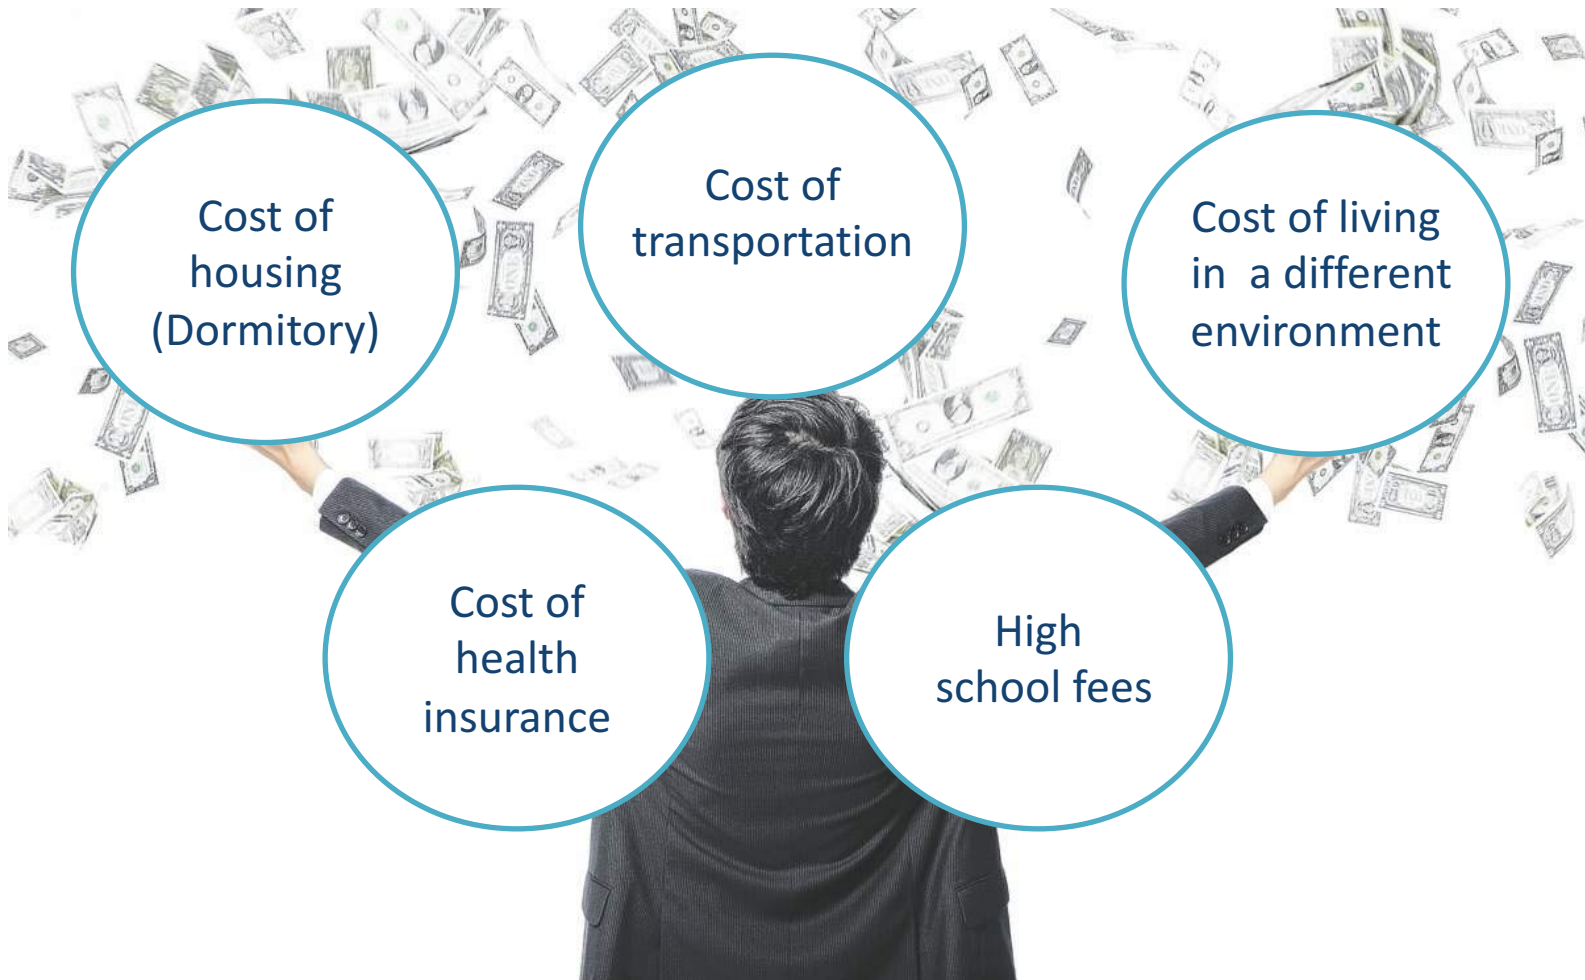 Cost of
housing
(Dormitory)
Cost of
transportation
Cost of living
in  a different
environment
Cost of
health
insurance
High
school fees